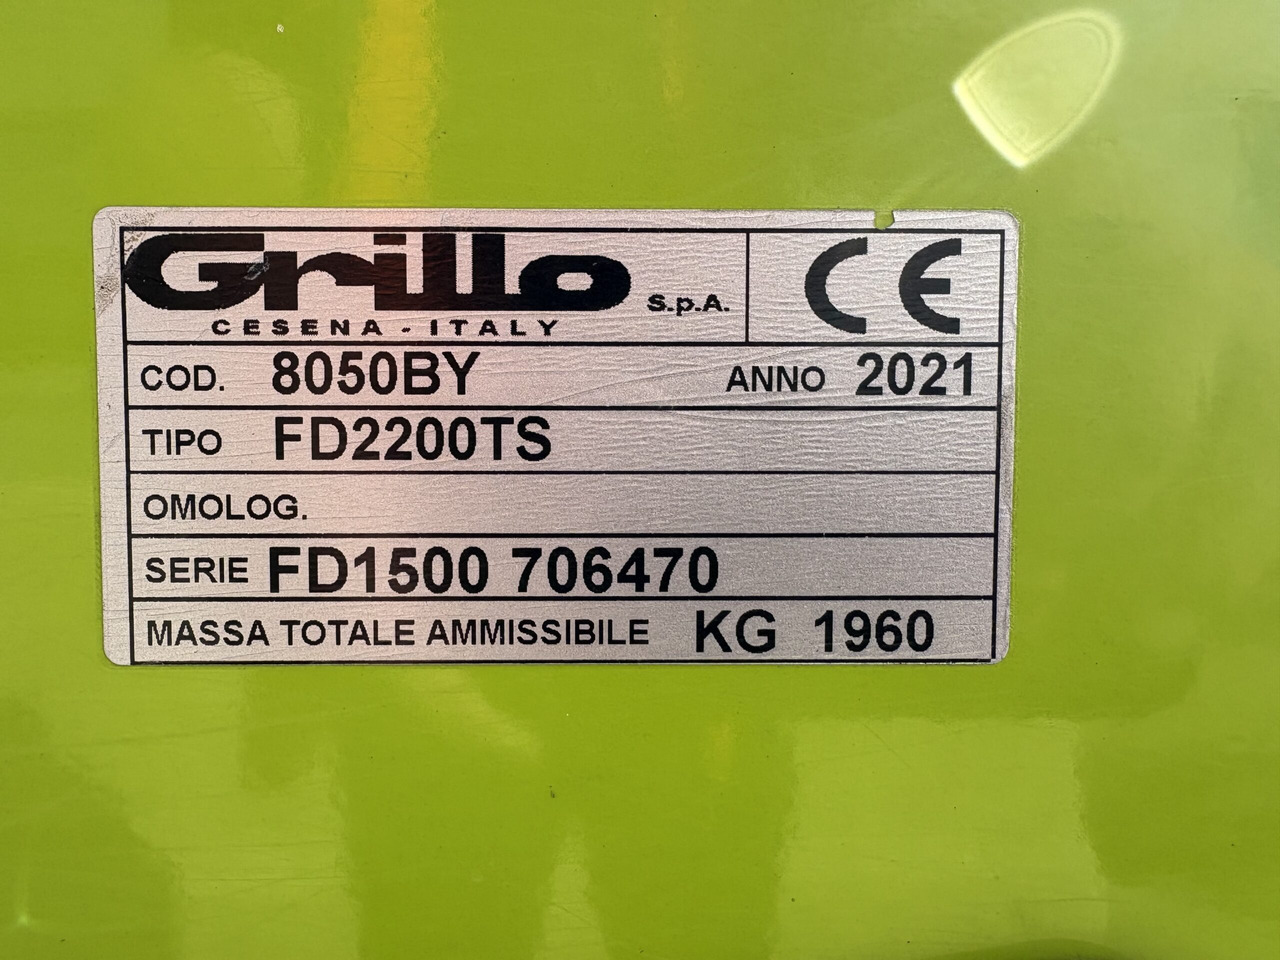 Grillo S.p.A. CE
CESENA - ITALY
COD. 8050BY ANNO 2021
TIPO FD2200TS
OMOLOG.
SERIE FD1500 706470
MASSA TOTALE AMMISSIBILE KG 1960